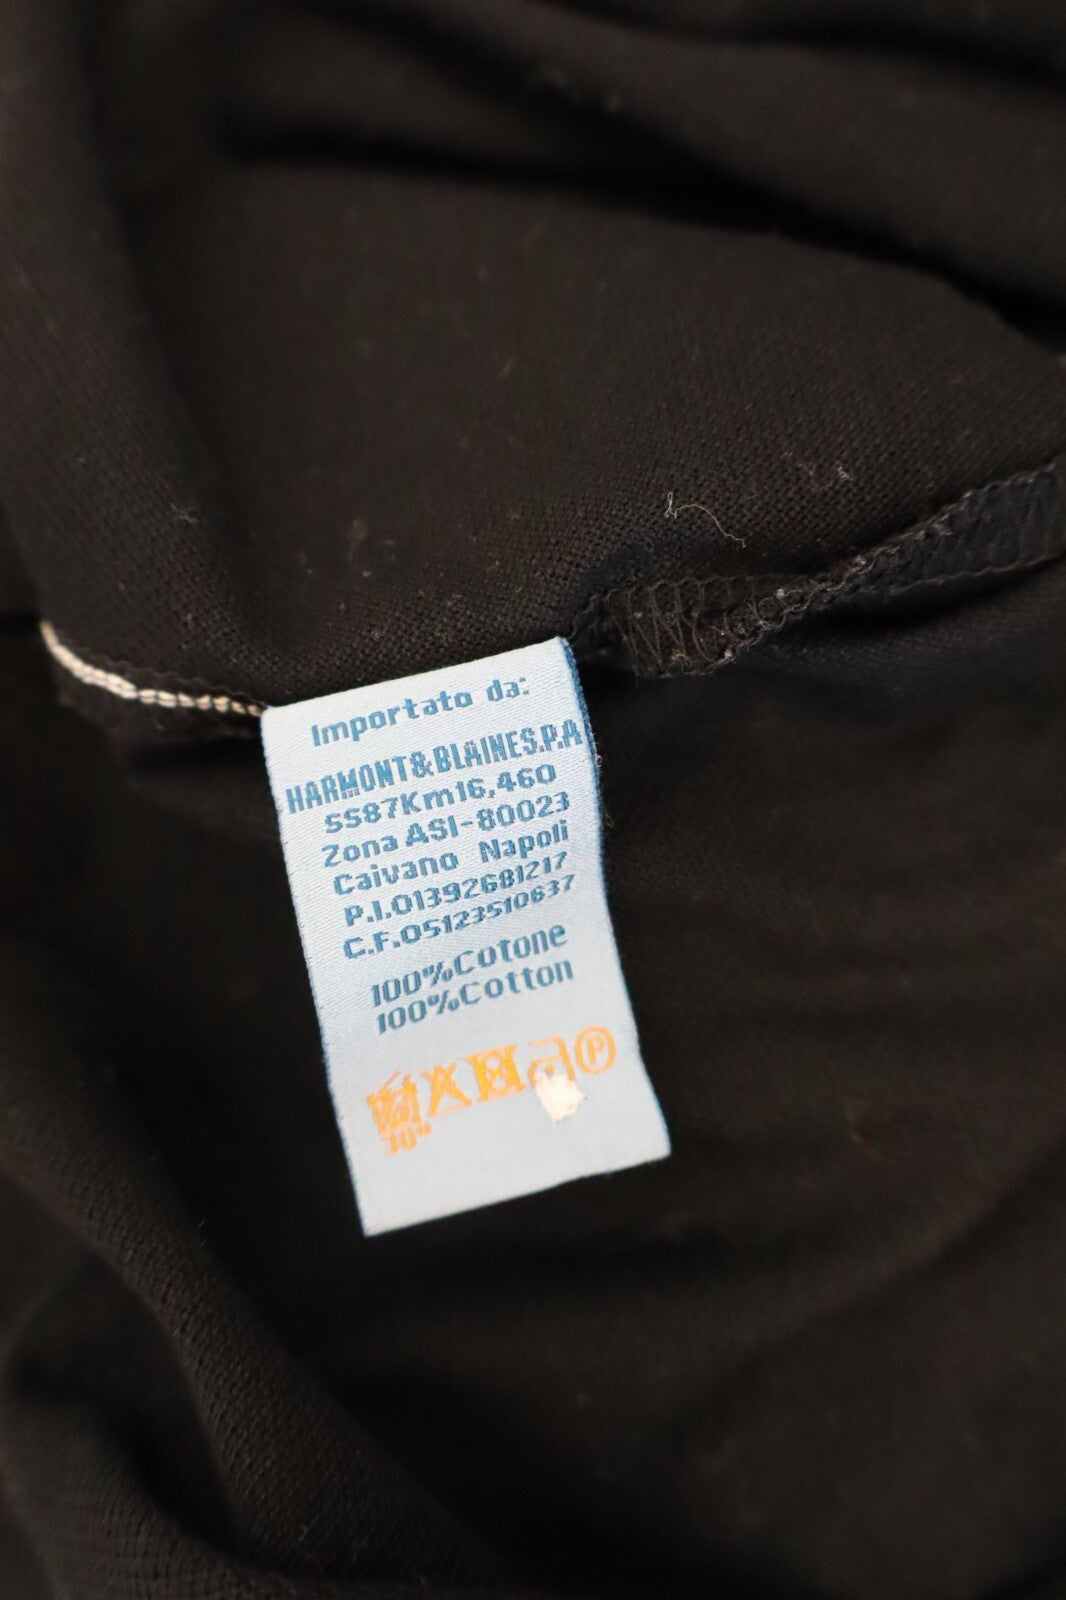 Importato da:
HARMONT&BLAINES.P.A
SS87Km16,460
Zona ASI-80023
Caivano Napoli
P.I.01392681217
C.F.05123510637
100%Cotone
100%Cotton
P
30°